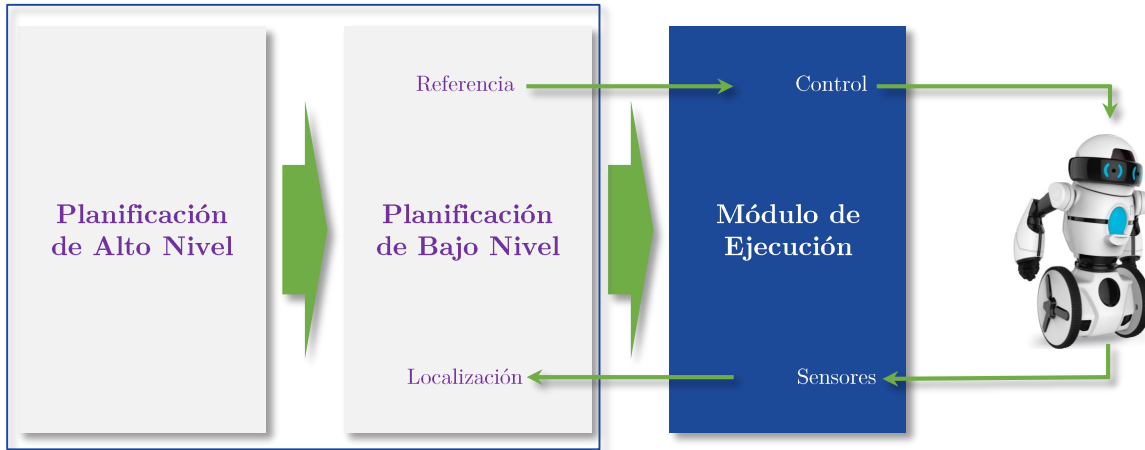 Referencia
Control
Planificación
de Alto Nivel
Planificación
de Bajo Nivel
Módulo de
Ejecución
Localización
Sensores